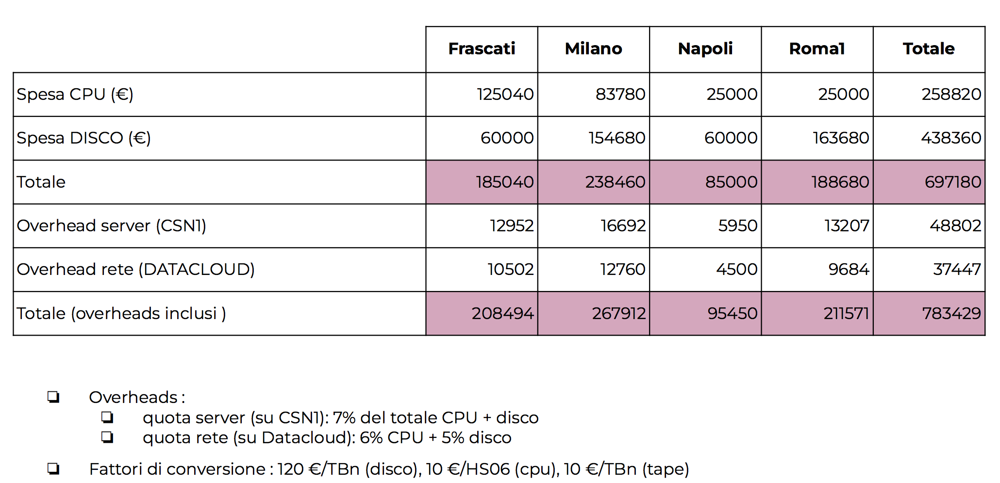 Frascati Milano Napoli Roma1 Totale
Spesa CPU (€) 125040 83780 25000 25000 258820
Spesa DISCO (€) 60000 154680 60000 163680 438360
Totale 185040 238460 85000 188680 697180
Overhead server (CSN1) 12952 16692 5950 13207 48802
Overhead rete (DATACLOUD) 10502 12760 4500 9684 37447
Totale (overheads inclusi ) 208494 267912 95450 211571 783429
❏ Overheads :
❏ quota server (su CSN1): 7% del totale CPU + disco
❏ quota rete (su Datacloud): 6% CPU + 5% disco
❏ Fattori di conversione : 120 €/TBn (disco), 10 €/HS06 (cpu), 10 €/TBn (tape)